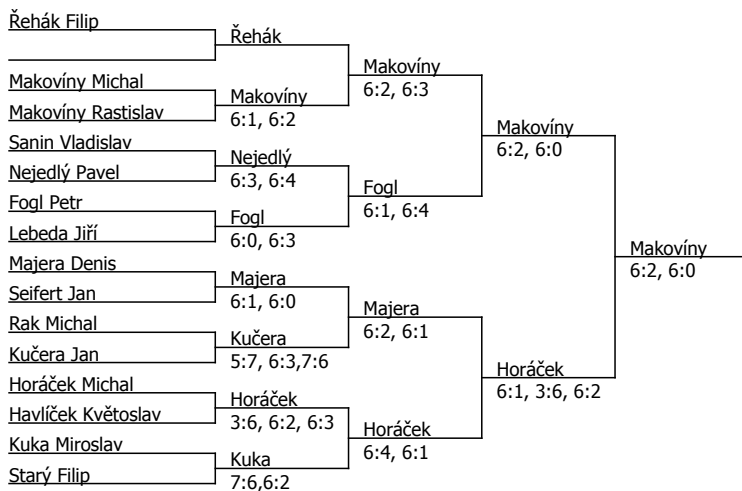 Řehák Filip
Řehák
Makovíny
6:2, 6:3
Makovíny Michal
Makovíny Rastislav
Makovíny
6:1, 6:2
Makovíny
6:2, 6:0
Sanin Vladislav
Nejedlý Pavel
Nejedlý
6:3, 6:4
Fogl
6:1, 6:4
Fogl Petr
Lebeda Jiří
Fogl
6:0, 6:3
Makovíny
6:2, 6:0
Majera Denis
Seifert Jan
Majera
6:1, 6:0
Majera
6:2, 6:1
Rak Michal
Kučera Jan
Kučera
5:7, 6:3,7:6
Horáček
6:1, 3:6, 6:2
Horáček Michal
Havlíček Květoslav
Horáček
3:6, 6:2, 6:3
Horáček
6:4, 6:1
Kuka Miroslav
Starý Filip
Kuka
7:6,6:2